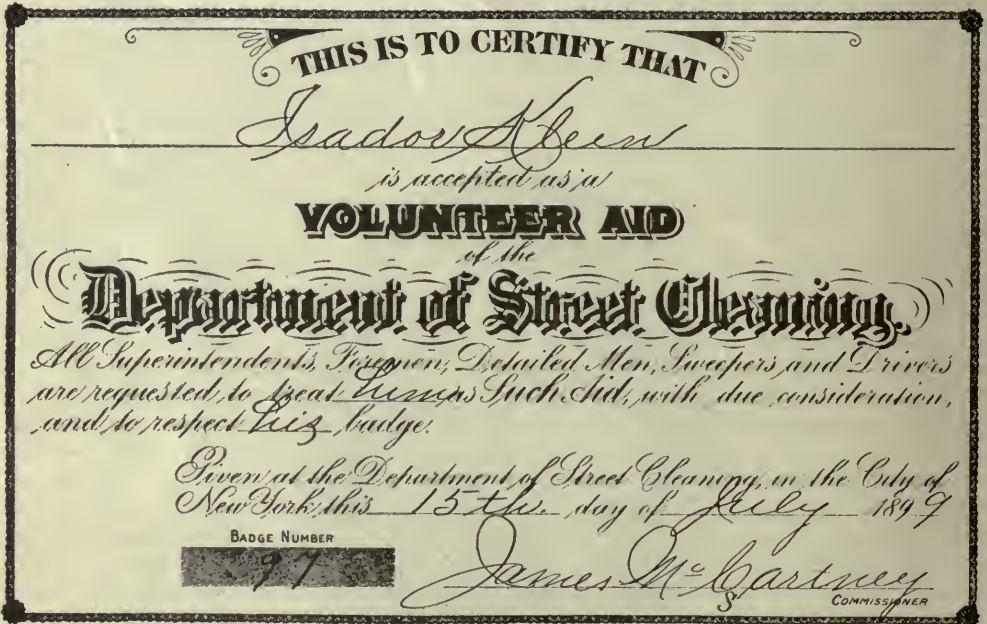 THIS IS TO CERTIFY THAT
Isador Klein
is accepted as a
VOLUNTEER AID
of the
Department of Street Cleaning.
All Superintendents, Foremen, Detailed Men, Sweepers and Drivers
are requested to treat him as Such Aid, with due consideration,
and to respect his badge.
Given at the Department of Street Cleaning, in the City of
New York this 15th. day of July 1899
BADGE NUMBER
97
James McCartney
S
COMMISSIONER